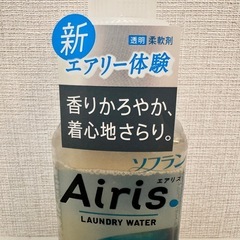 新
透明 柔軟剤
エアリー体験
香りかろやか、
着心地さらり。
ソフラン
エアリス
Airis.
LAUNDRY WATER